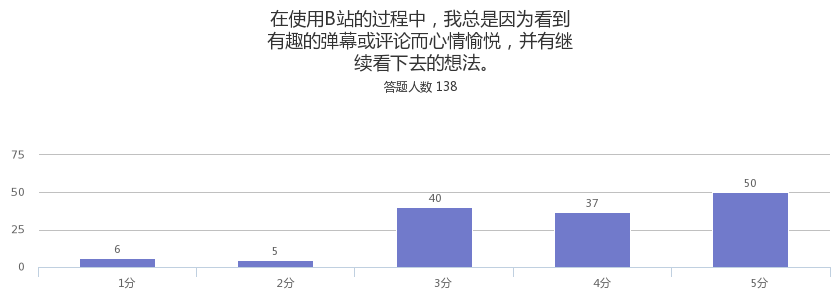 在使用B站的过程中，我总是因为看到
有趣的弹幕或评论而心情愉悦，并有继
续看下去的想法。
答题人数 138
75
50
25
0
6
5
40
37
50
1分
2分
3分
4分
5分